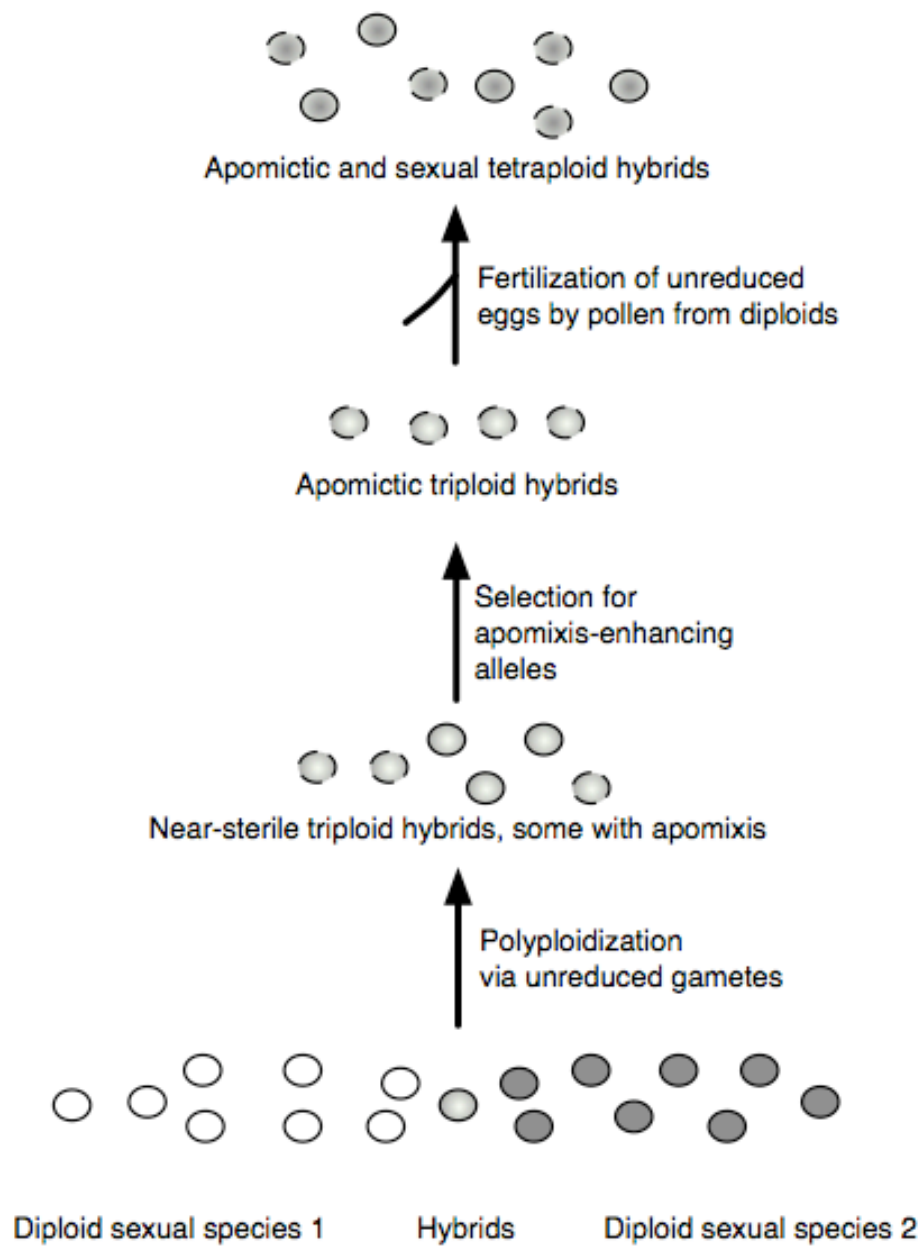 Apomictic and sexual tetraploid hybrids
Fertilization of unreduced
eggs by pollen from diploids
Apomictic triploid hybrids
Selection for
apomixis-enhancing
alleles
Near-sterile triploid hybrids, some with apomixis
Polyploidization
via unreduced gametes
Diploid sexual species 1 Hybrids Diploid sexual species 2